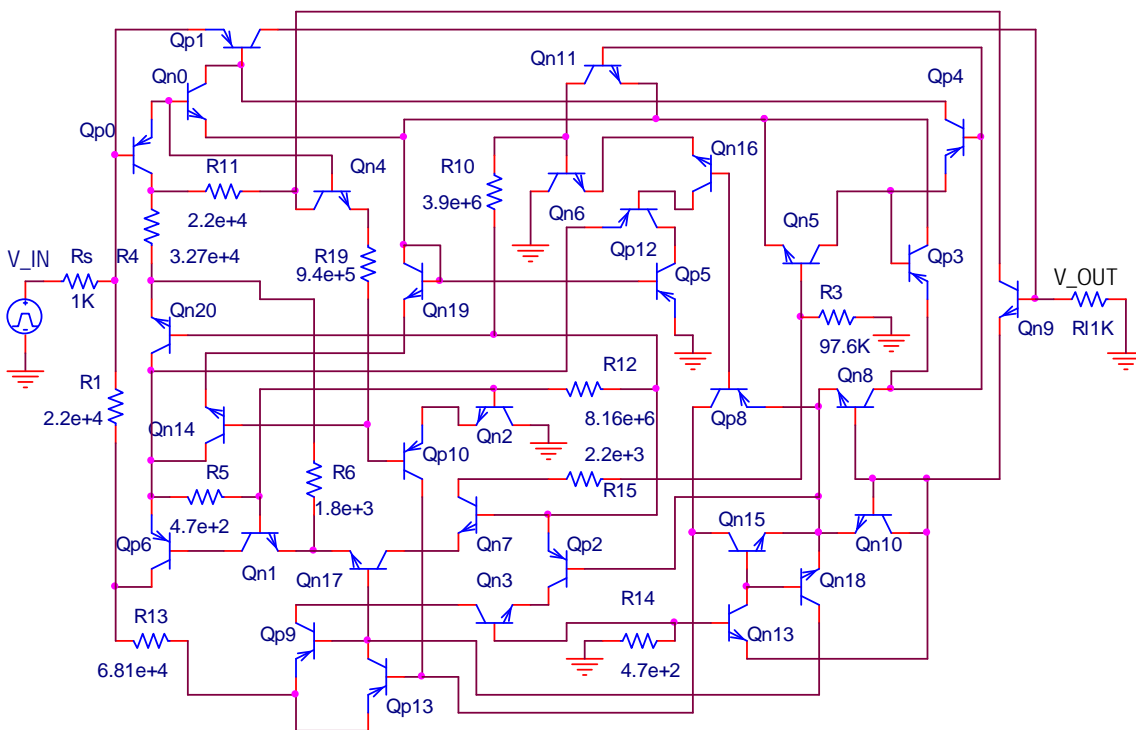 Qp1
Qn11
Qn0
Qp4
Qp0
R11
Qn4
R10
Qn16
2.2e+4
3.9e+6
Qn6
Qn5
V_IN
Rs
R4
3.27e+4
R19
9.4e+5
Qp12
Qp5
Qp3
V_OUT
1K
Qn20
Qn19
R3
Rl1K
97.6K
Qn9
R1
2.2e+4
R12
8.16e+6
Qn8
Qp8
Qn14
Qn2
Qp10
R5
R6
2.2e+3
R15
4.7e+2
1.8e+3
Qp6
Qn1
Qn17
Qn7
Qp2
Qn15
Qn10
Qn3
Qn18
R13
R14
Qp9
Qn13
6.81e+4
4.7e+2
Qp13